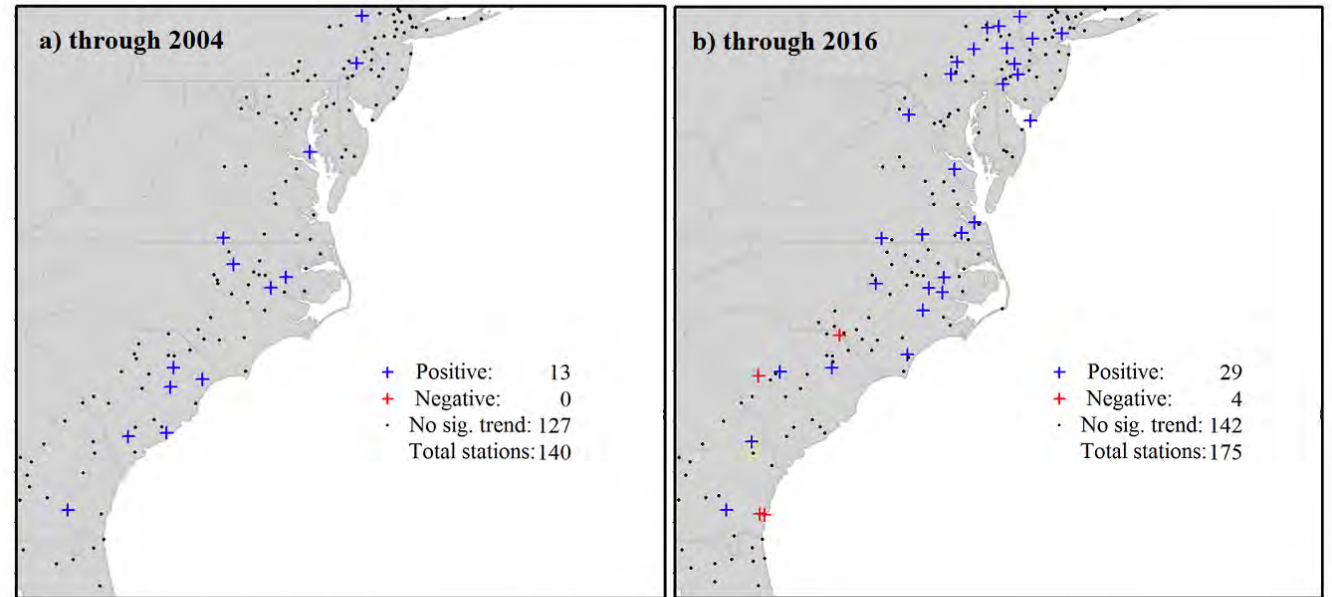 a) through 2004
+ Positive: 13
+ Negative: 0
· No sig. trend: 127
Total stations: 140
b) through 2016
+ Positive: 29
+ Negative: 4
· No sig. trend: 142
Total stations: 175